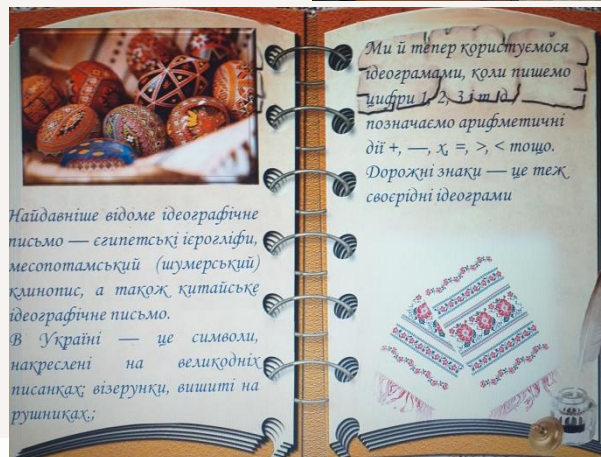 Найдавніше відоме ідеографічне
письмо — єгипетські ієрогліфи,
месопотамський (шумерський)
клинопис, а також китайське
ідеографічне письмо.
В Україні — це символи,
накреслені на великодніх
писанках; візерунки, вишиті на
рушниках.;
Ми й тепер користуємося
ідеограмами, коли пишемо
цифри 1, 2, 3 і т. д.,
позначаємо арифметичні
дії +, —, х, =, >, < тощо.
Дорожні знаки — це теж
своєрідні ідеограми